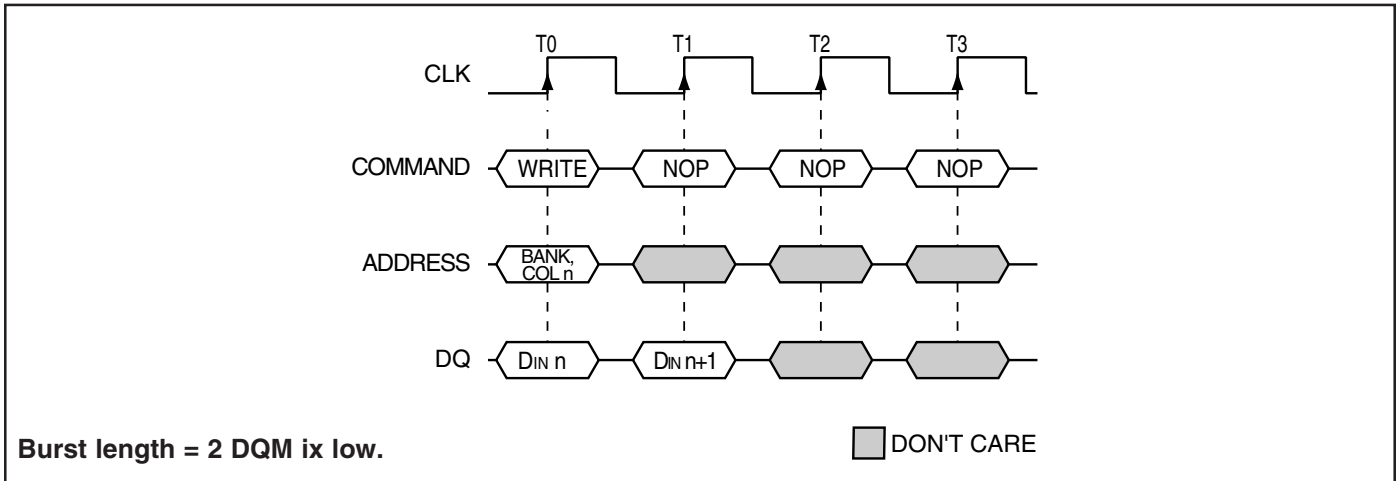 T0 T1 T2 T3
CLK
COMMAND WRITE NOP NOP NOP
ADDRESS BANK,
COL n
DQ DIN n DIN n+1
Burst length = 2 DQM ix low.
DON'T CARE